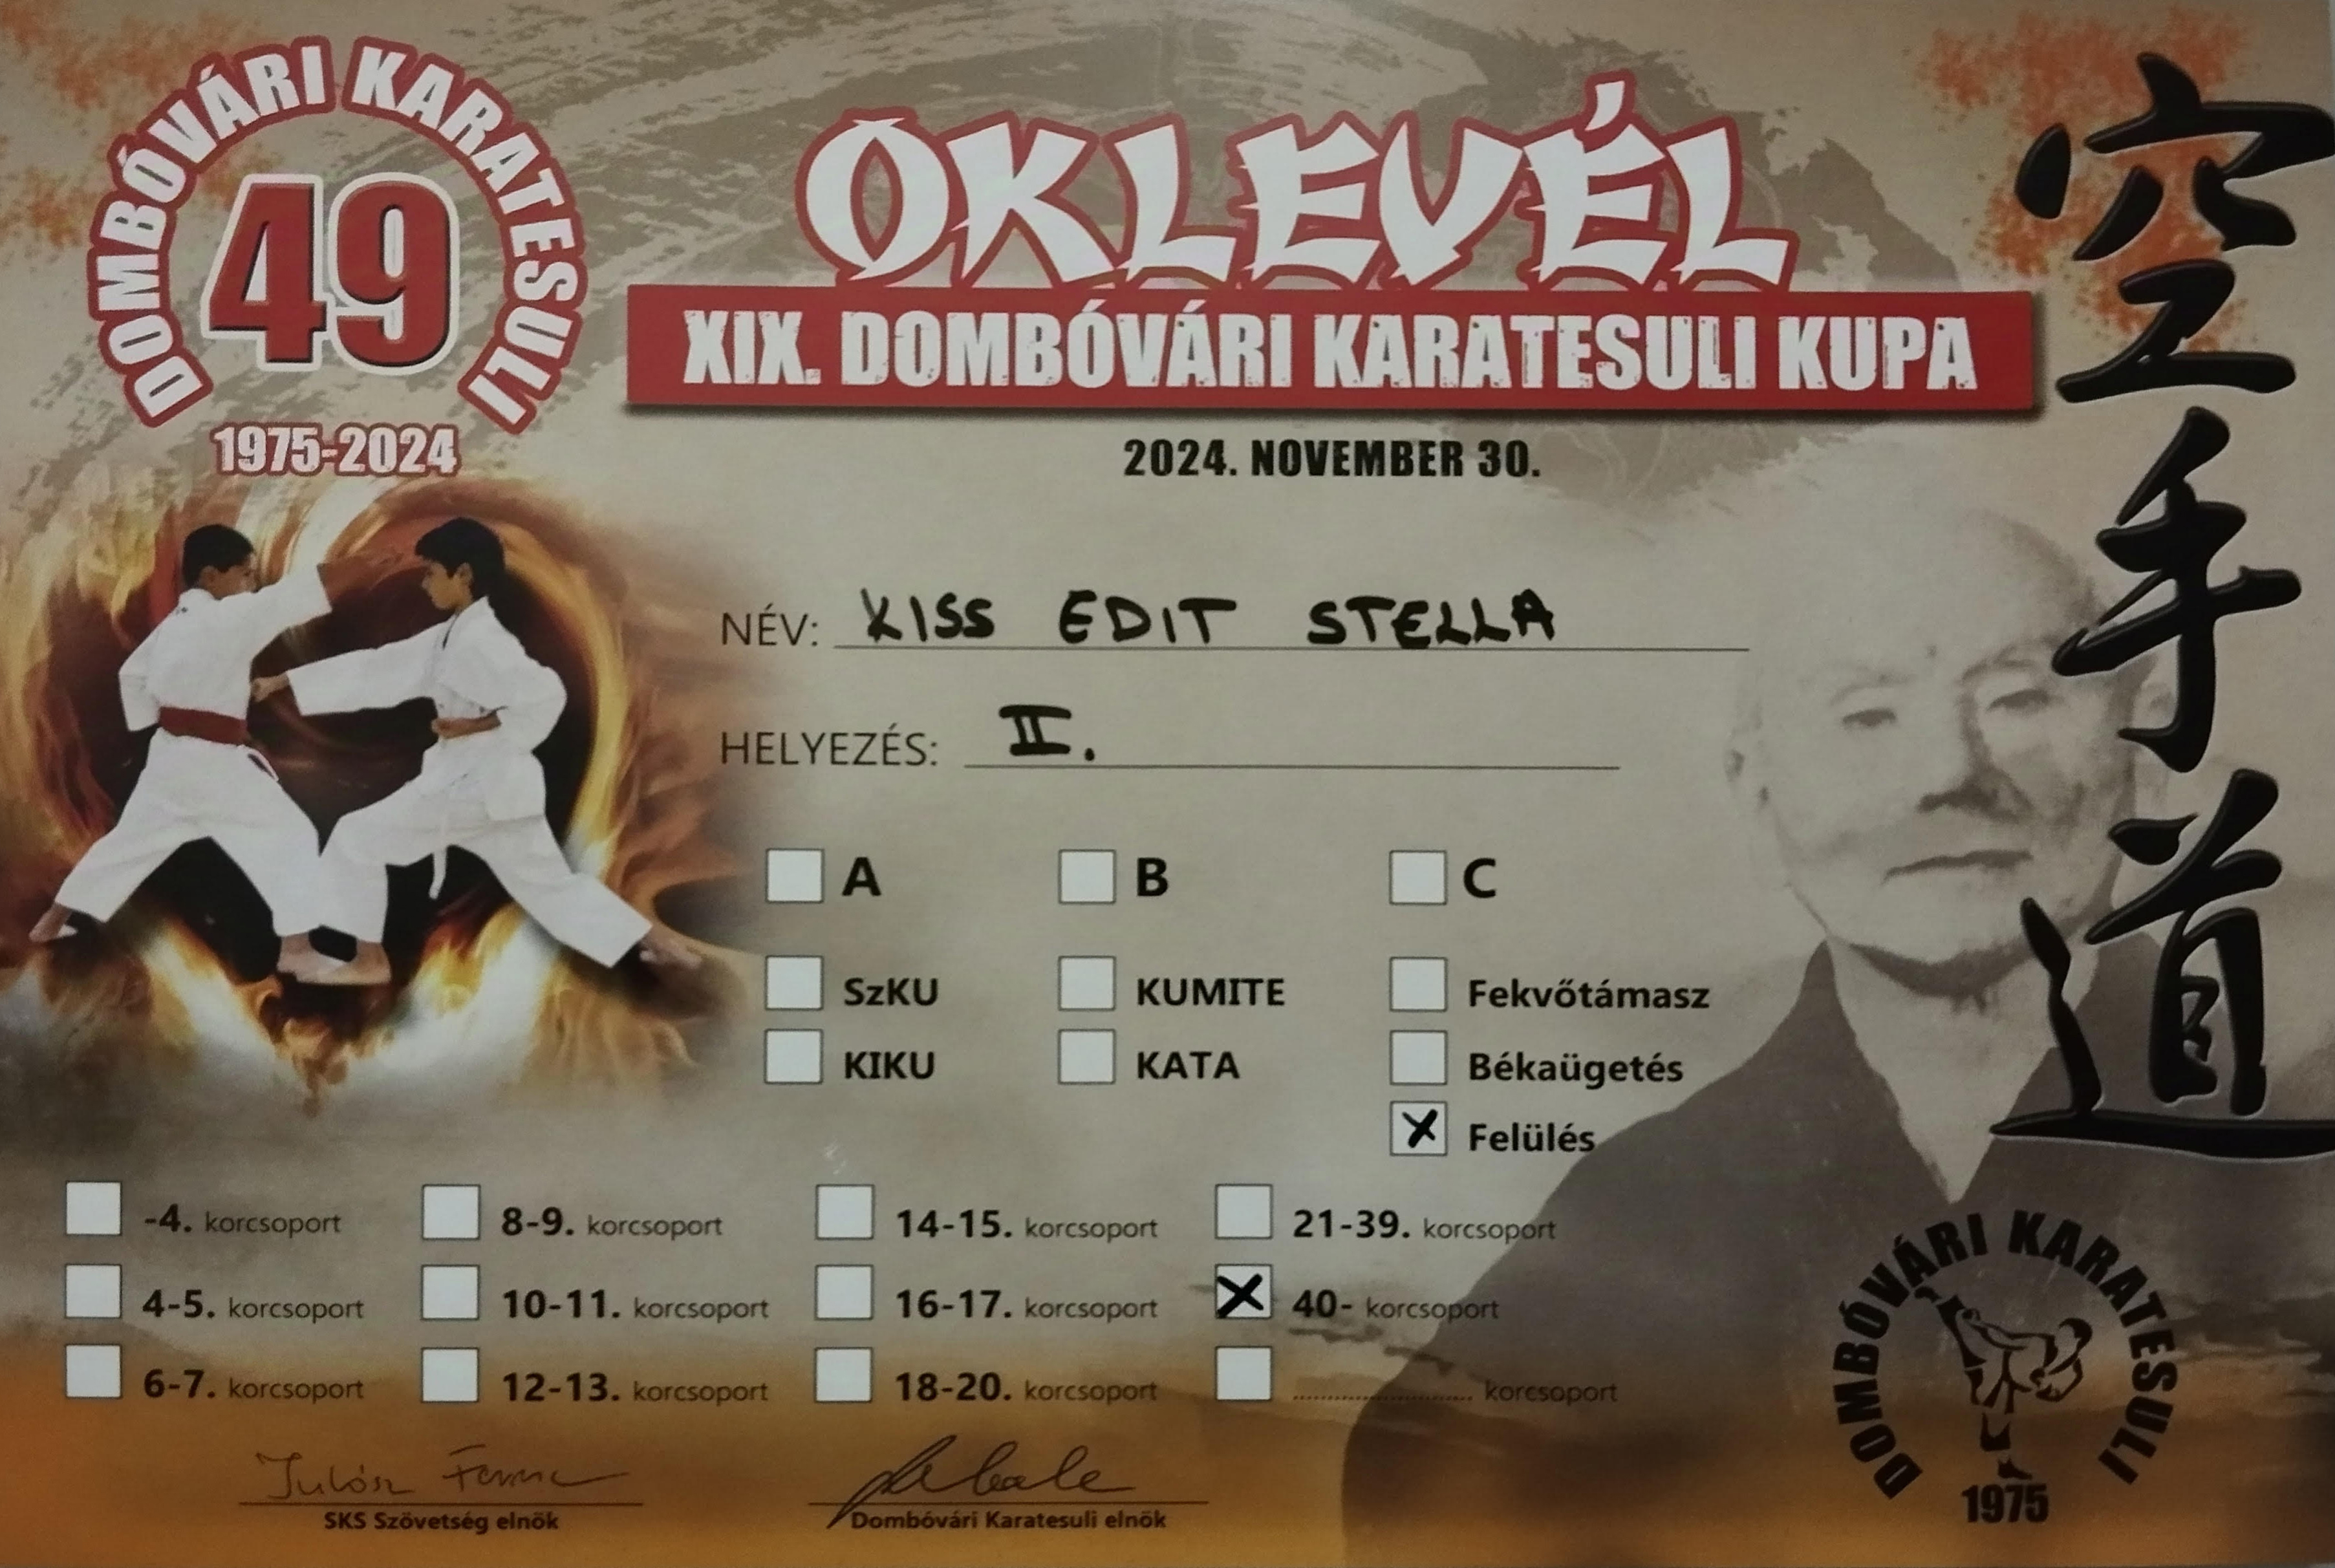 DOMBÓVÁRI KARATESULI
49
1975-2024
OKLEVÉL
XIX. DOMBÓVÁRI KARATESULI KUPA
2024. NOVEMBER 30.
空手道
NÉV: KISS EDIT STELLA
HELYEZÉS: II.
A B C
SzKU KUMITE Fekvőtámasz
KIKU KATA Békaügetés
X Felülés
-4. korcsoport 8-9. korcsoport 14-15. korcsoport 21-39. korcsoport
4-5. korcsoport 10-11. korcsoport 16-17. korcsoport X 40- korcsoport
6-7. korcsoport 12-13. korcsoport 18-20. korcsoport .......................... korcsoport
SKS Szövetség elnök Dombóvári Karatesuli elnök
DOMBÓVÁRI KARATESULI
1975